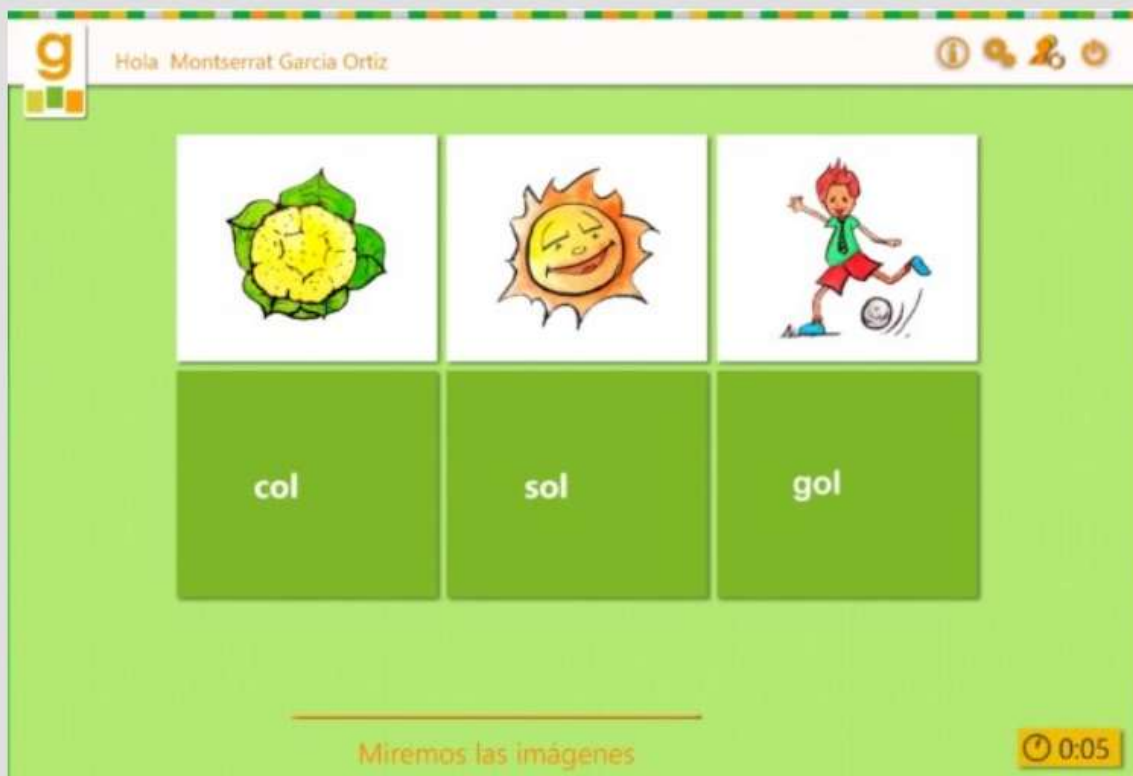 g
Hola Montserrat Garcia Ortiz
col
sol
gol
Miremos las imágenes
0:05